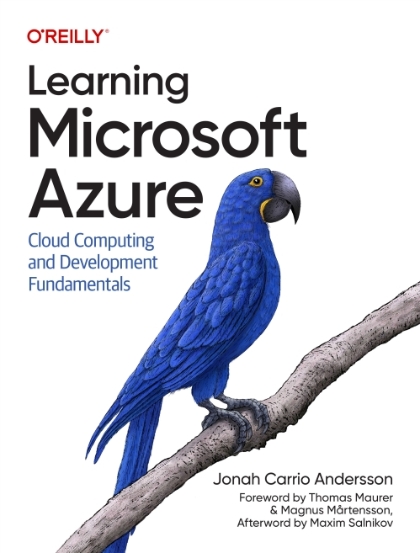 O'REILLY®
Learning
Microsoft
Azure
Cloud Computing
and Development
Fundamentals
Jonah Carrio Andersson
Foreword by Thomas Maurer
& Magnus Mårtensson,
Afterword by Maxim Salnikov